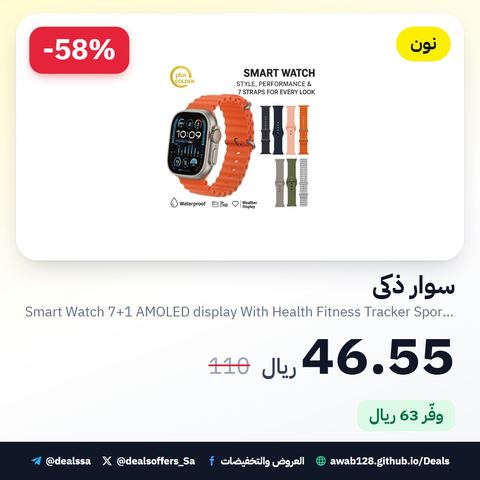 -58%
نون
plus
GOLDEN
SMART WATCH
STYLE, PERFORMANCE &
7 STRAPS FOR EVERY LOOK
10:09
Waterproof
Weather
Display
سوار ذكي
Smart Watch 7+1 AMOLED display With Health Fitness Tracker Spor...
46.55 ريال 110
وفّر 63 ريال
@dealssa @dealsoffers_Sa العروض والتخفيضات awab128.github.io/Deals